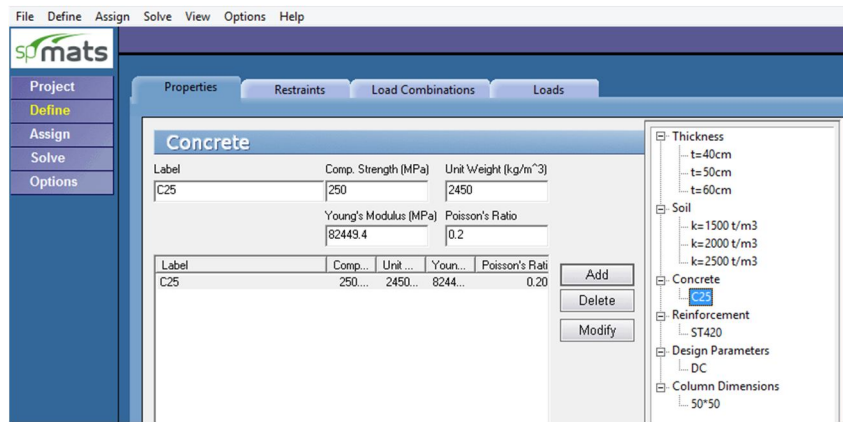 File Define Assign Solve View Options Help
spmats
Project
Define
Assign
Solve
Options
Properties Restraints Load Combinations Loads
Concrete
Label Comp. Strength (MPa) Unit Weight (kg/m^3)
C25 250 2450
Young's Modulus (MPa) Poisson's Ratio
82449.4 0.2
Label Comp... Unit ... Youn... Poisson's Rati
C25 250.... 2450... 8244... 0.20
Add
Delete
Modify
Thickness
t=40cm
t=50cm
t=60cm
Soil
k=1500 t/m3
k=2000 t/m3
k=2500 t/m3
Concrete
C25
Reinforcement
ST420
Design Parameters
DC
Column Dimensions
50*50